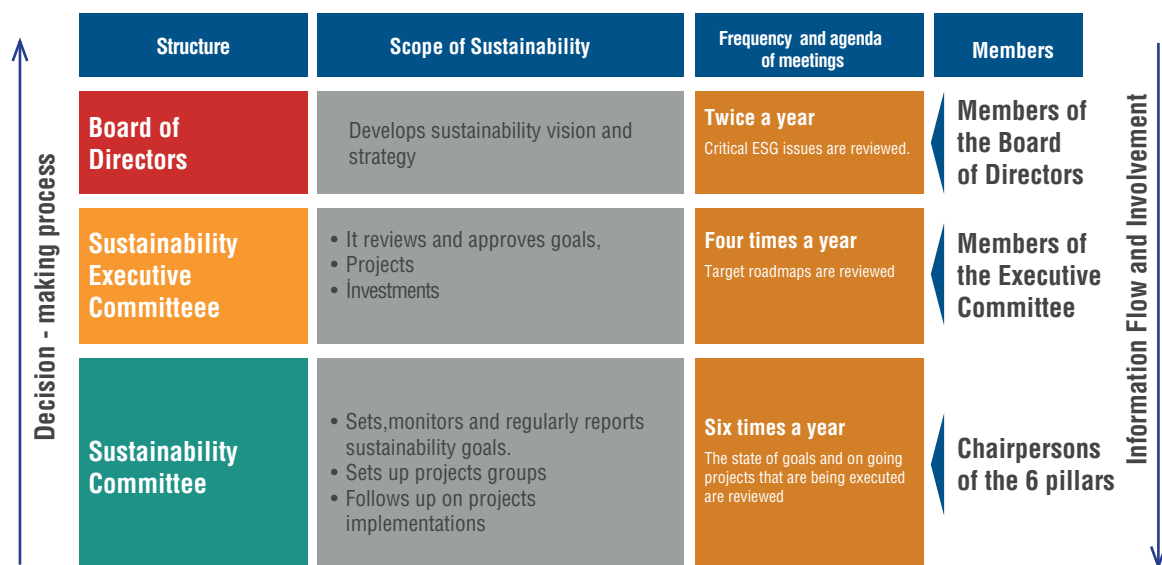 Structure
Scope of Sustainability
Frequency and agenda
of meetings
Members
Decision - making process
Information Flow and Involvement
Board of
Directors
Develops sustainability vision and
strategy
Twice a year
Critical ESG issues are reviewed.
Members of
the Board
of Directors
Sustainability
Executive
Committeee
• It reviews and approves goals,
• Projects
• İnvestments
Four times a year
Target roadmaps are reviewed
Members of
the Executive
Committee
Sustainability
Committee
• Sets,monitors and regularly reports
sustainability goals.
• Sets up projects groups
• Follows up on projects
implementations
Six times a year
The state of goals and on going
projects that are being executed
are reviewed
Chairpersons
of the 6 pillars